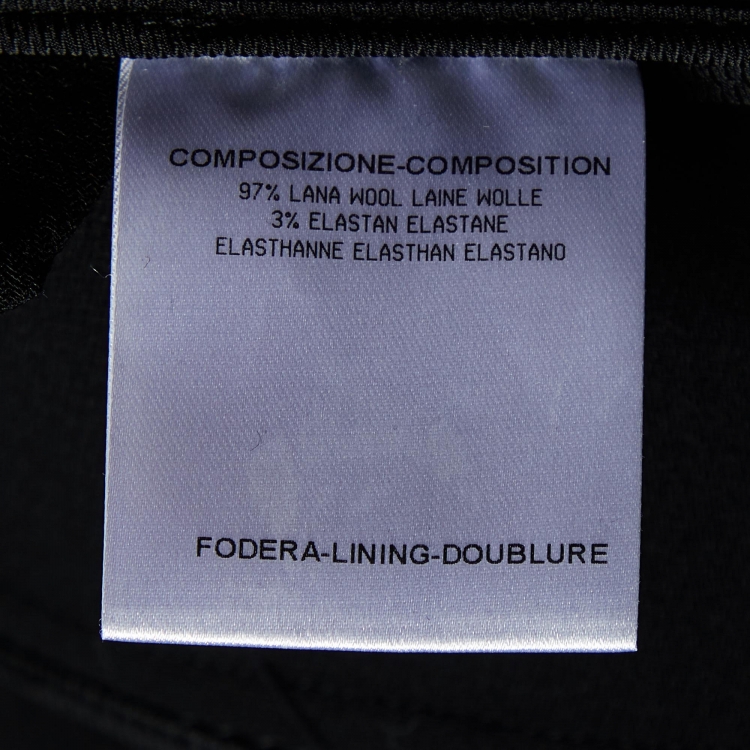 COMPOSIZIONE-COMPOSITION
97% LANA WOOL LAINE WOLLE
3% ELASTAN ELASTANE
ELASTHANNE ELASTHAN ELASTANO
FODERA-LINING-DOUBLURE